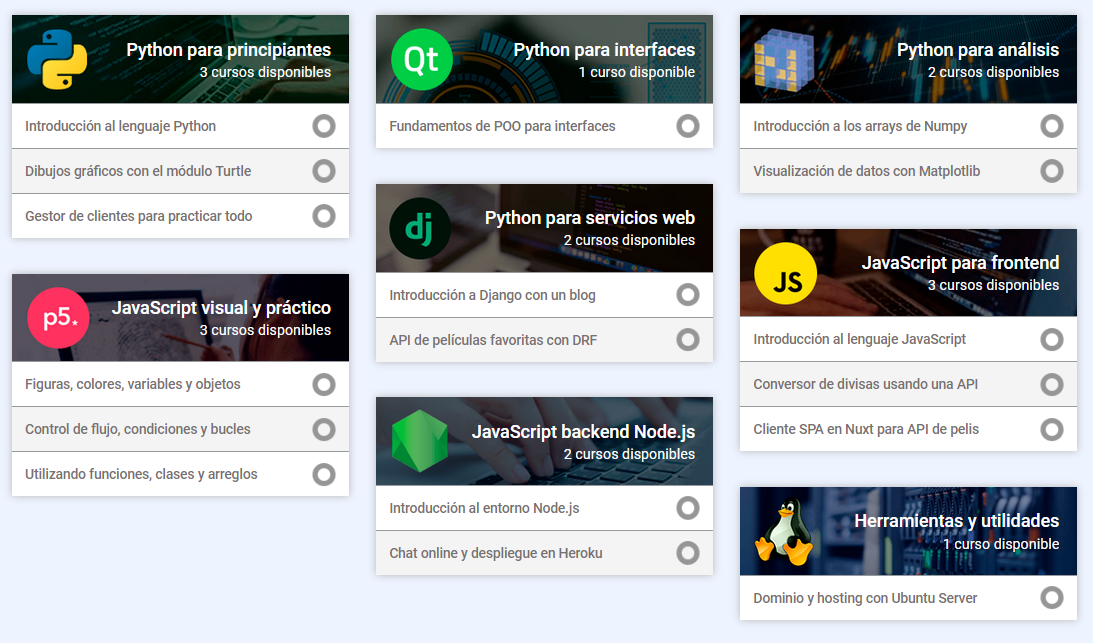 Python para principiantes
3 cursos disponibles
Introducción al lenguaje Python
Dibujos gráficos con el módulo Turtle
Gestor de clientes para practicar todo
p5*
JavaScript visual y práctico
3 cursos disponibles
Figuras, colores, variables y objetos
Control de flujo, condiciones y bucles
Utilizando funciones, clases y arreglos
Qt
Python para interfaces
1 curso disponible
Fundamentos de POO para interfaces
dj
Python para servicios web
2 cursos disponibles
Introducción a Django con un blog
API de películas favoritas con DRF
JavaScript backend Node.js
2 cursos disponibles
Introducción al entorno Node.js
Chat online y despliegue en Heroku
Python para análisis
2 cursos disponibles
Introducción a los arrays de Numpy
Visualización de datos con Matplotlib
JS
JavaScript para frontend
3 cursos disponibles
Introducción al lenguaje JavaScript
Conversor de divisas usando una API
Cliente SPA en Nuxt para API de pelis
Herramientas y utilidades
1 curso disponible
Dominio y hosting con Ubuntu Server